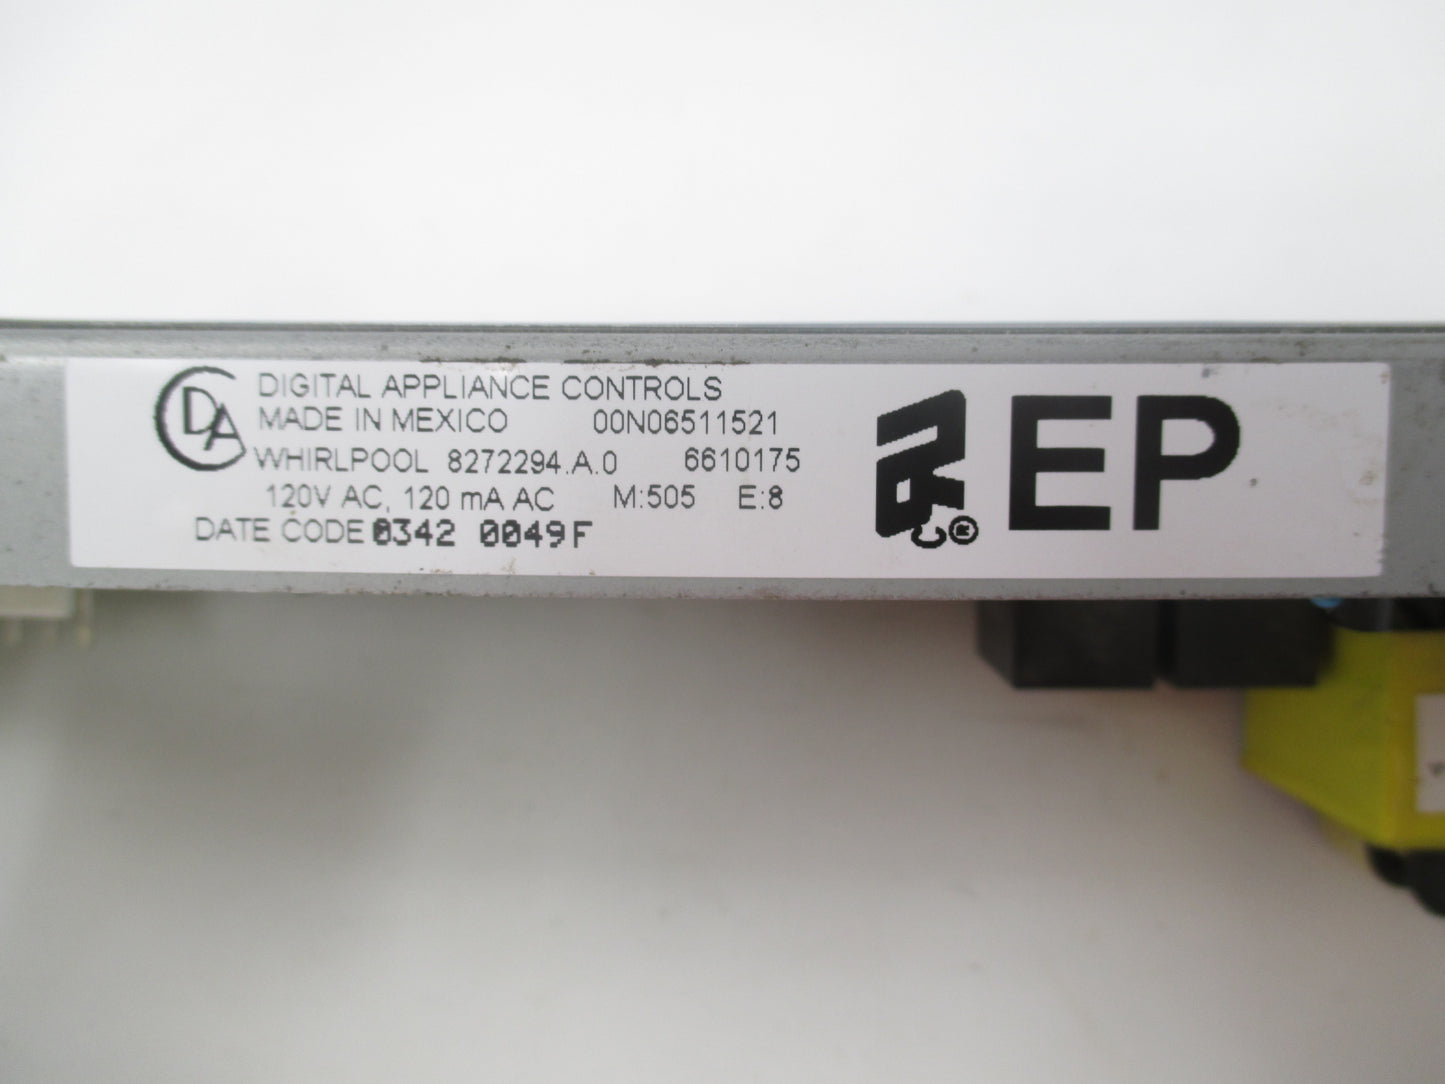 DA
DIGITAL APPLIANCE CONTROLS
MADE IN MEXICO 00N06511521
WHIRLPOOL 8272294.A.0 6610175
120V AC, 120 mA AC M:505 E:8
DATE CODE 0342 0049F
C ® EP